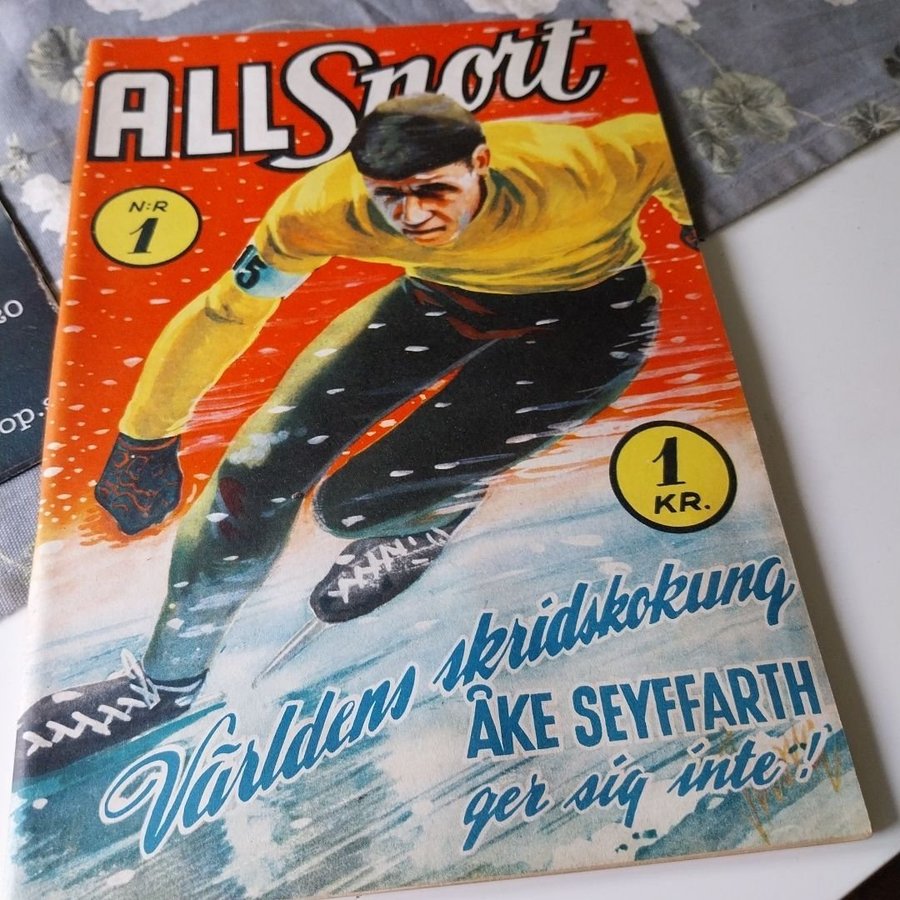 ALLSport
N:R
1
15
1
KR.
Världens skridskokung
ÅKE SEYFFARTH
ger sig inte!